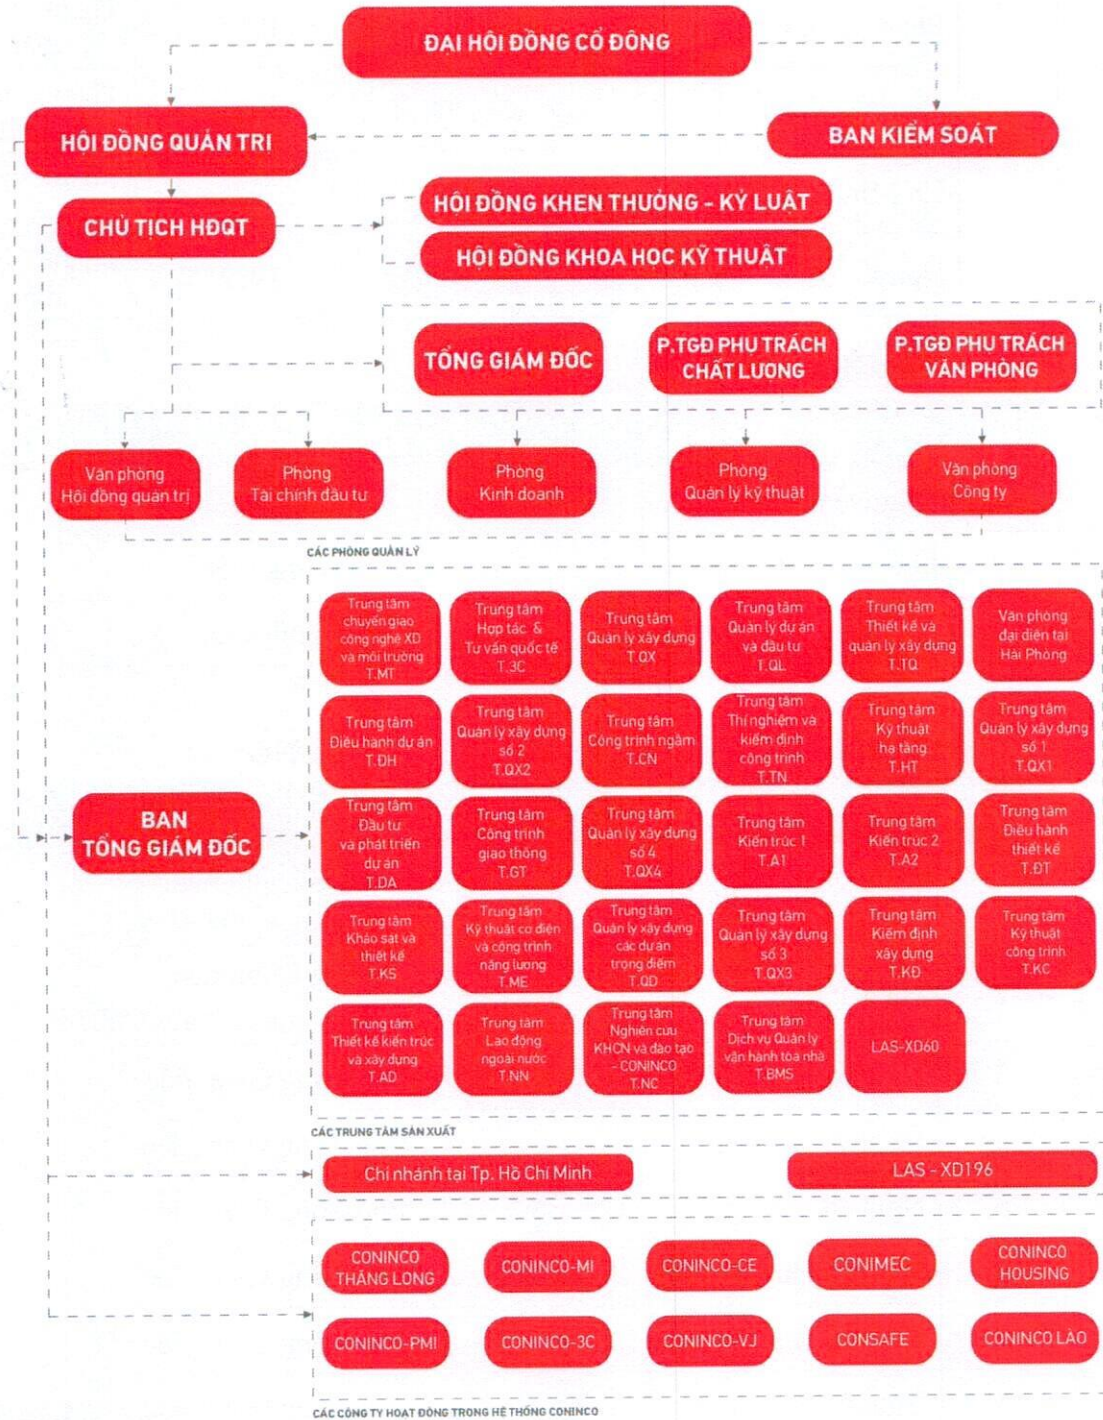 ĐẠI HỘI ĐỒNG CỔ ĐÔNG
HỘI ĐỒNG QUẢN TRỊ
BAN KIỂM SOÁT
CHỦ TỊCH HĐQT
HỘI ĐỒNG KHEN THƯỞNG - KỶ LUẬT
HỘI ĐỒNG KHOA HỌC KỸ THUẬT
TỔNG GIÁM ĐỐC
P.TGĐ PHỤ TRÁCH
CHẤT LƯỢNG
P.TGĐ PHỤ TRÁCH
VĂN PHÒNG
Văn phòng
Hội đồng quản trị
Phòng
Tài chính đầu tư
Phòng
Kinh doanh
Phòng
Quản lý kỹ thuật
Văn phòng
Công ty
CÁC PHÒNG QUẢN LÝ
Trung tâm
chuyển giao
công nghệ XD
và môi trường
T.MT
Trung tâm
Hợp tác &
Tư vấn quốc tế
T.3C
Trung tâm
Quản lý xây dựng
T.QX
Trung tâm
Quản lý dự án
và đầu tư
T.QL
Trung tâm
Thiết kế và
quản lý xây dựng
T.TQ
Văn phòng
đại diện tại
Hải Phòng
Trung tâm
Điều hành dự án
T.ĐH
Trung tâm
Quản lý xây dựng
số 2
T.QX2
Trung tâm
Công trình ngầm
T.CN
Trung tâm
Thí nghiệm và
kiểm định
công trình
T.TN
Trung tâm
Kỹ thuật
hạ tầng
T.HT
Trung tâm
Quản lý xây dựng
số 1
T.QX1
BAN
TỔNG GIÁM ĐỐC
Trung tâm
Đầu tư
và phát triển
dự án
T.DA
Trung tâm
Công trình
giao thông
T.GT
Trung tâm
Quản lý xây dựng
số 4
T.QX4
Trung tâm
Kiến trúc 1
T.A1
Trung tâm
Kiến trúc 2
T.A2
Trung tâm
Điều hành
thiết kế
T.ĐT
Trung tâm
Khảo sát và
thiết kế
T.KS
Trung tâm
Kỹ thuật cơ điện
và công trình
năng lượng
T.ME
Trung tâm
Quản lý xây dựng
các dự án
trọng điểm
T.QD
Trung tâm
Quản lý xây dựng
số 3
T.QX3
Trung tâm
Kiểm định
xây dựng
T.KĐ
Trung tâm
Kỹ thuật
công trình
T.KC
Trung tâm
Thiết kế kiến trúc
và xây dựng
T.AD
Trung tâm
Lao động
ngoài nước
T.NN
Trung tâm
Nghiên cứu
KHCN và đào tạo
- CONINCO
T.NC
Trung tâm
Dịch vụ Quản lý
vận hành toà nhà
T.BMS
LAS-XD60
CÁC TRUNG TÂM SẢN XUẤT
Chi nhánh tại Tp. Hồ Chí Minh
LAS - XD196
CONINCO
THĂNG LONG
CONINCO-MI
CONINCO-CE
CONIMEC
CONINCO
HOUSING
CONINCO-PMI
CONINCO-3C
CONINCO-VJ
CONSAFE
CONINCO LÀO
CÁC CÔNG TY HOẠT ĐỘNG TRONG HỆ THỐNG CONINCO